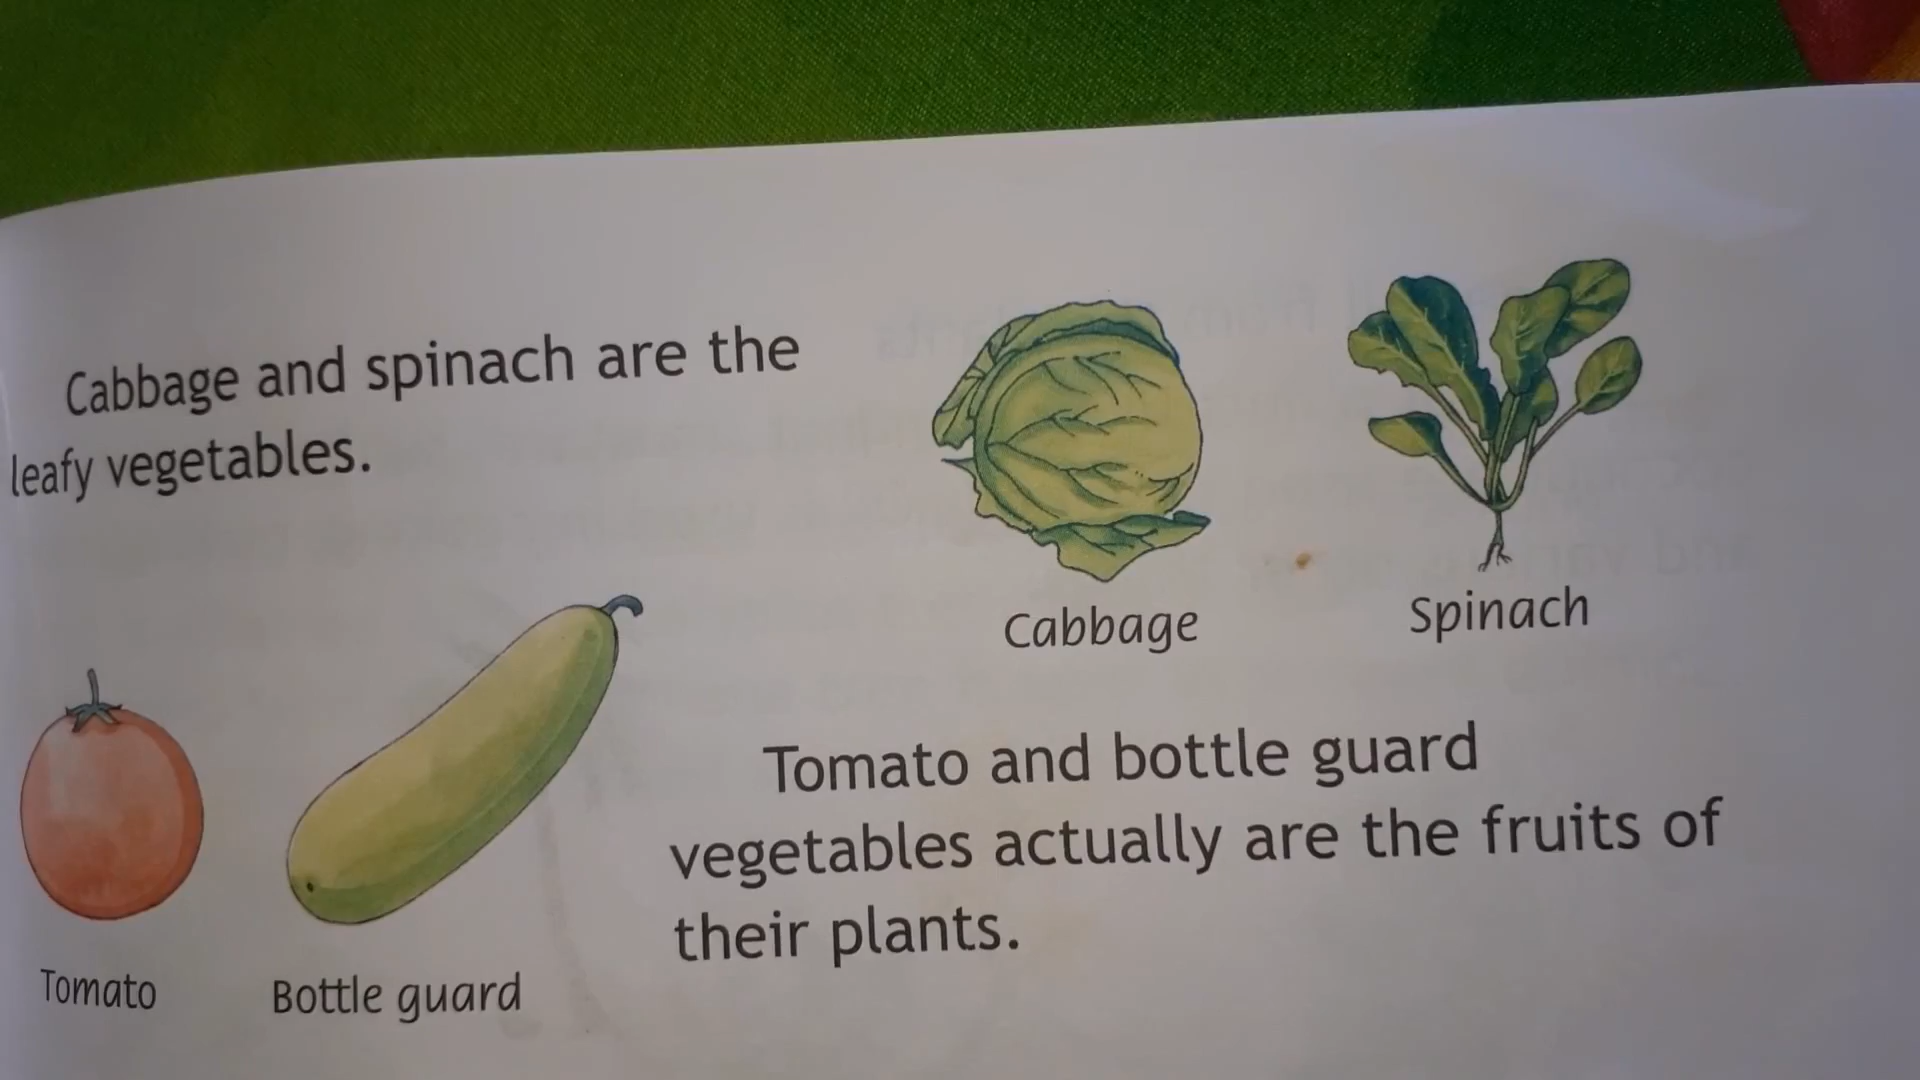 Cabbage and spinach are the
leafy vegetables.
Cabbage
Spinach
Tomato and bottle guard
vegetables actually are the fruits of
their plants.
Tomato
Bottle guard